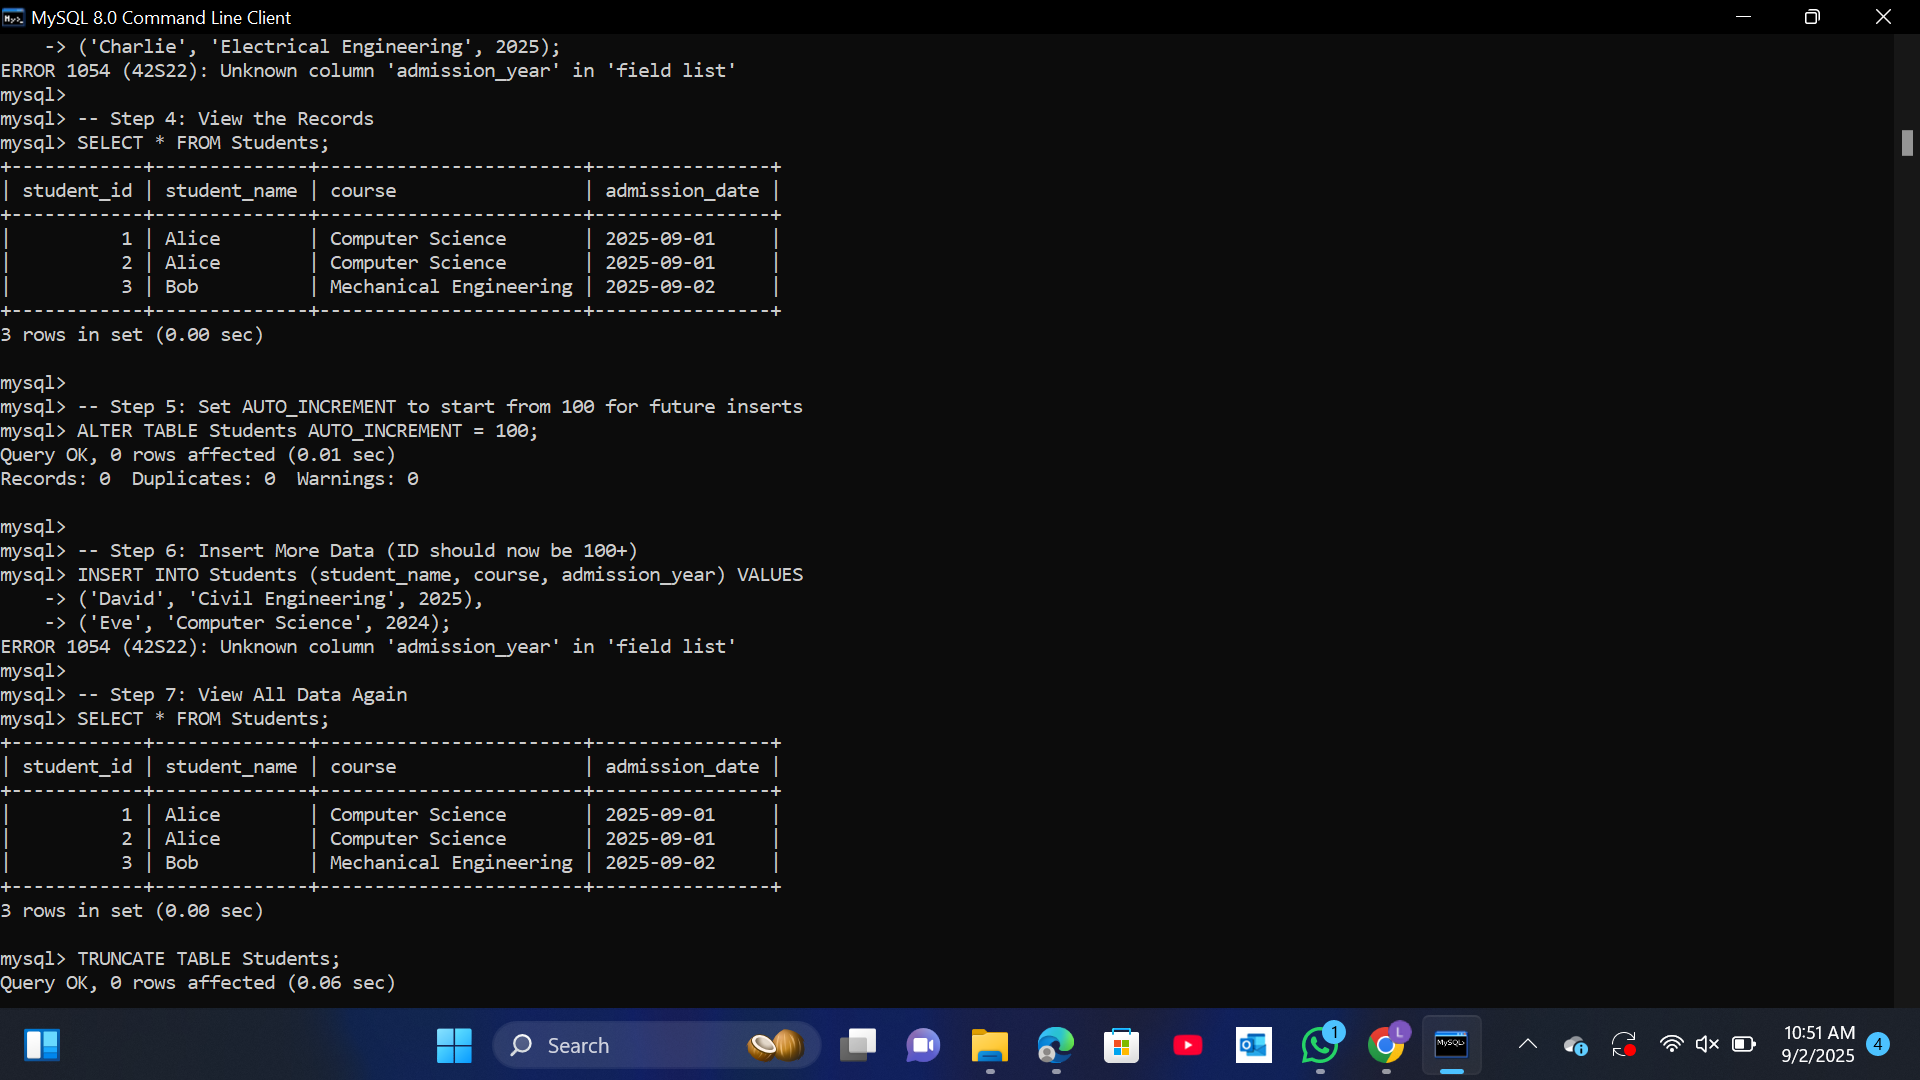 MySQL 8.0 Command Line Client
    -> ('Charlie', 'Electrical Engineering', 2025);
ERROR 1054 (42S22): Unknown column 'admission_year' in 'field list'
mysql>
mysql> -- Step 4: View the Records
mysql> SELECT * FROM Students;
+------------+--------------+------------------------+----------------+
| student_id | student_name | course                 | admission_date |
+------------+--------------+------------------------+----------------+
|          1 | Alice        | Computer Science       | 2025-09-01     |
|          2 | Alice        | Computer Science       | 2025-09-01     |
|          3 | Bob          | Mechanical Engineering | 2025-09-02     |
+------------+--------------+------------------------+----------------+
3 rows in set (0.00 sec)
mysql>
mysql> -- Step 5: Set AUTO_INCREMENT to start from 100 for future inserts
mysql> ALTER TABLE Students AUTO_INCREMENT = 100;
Query OK, 0 rows affected (0.01 sec)
Records: 0  Duplicates: 0  Warnings: 0
mysql>
mysql> -- Step 6: Insert More Data (ID should now be 100+)
mysql> INSERT INTO Students (student_name, course, admission_year) VALUES
    -> ('David', 'Civil Engineering', 2025),
    -> ('Eve', 'Computer Science', 2024);
ERROR 1054 (42S22): Unknown column 'admission_year' in 'field list'
mysql>
mysql> -- Step 7: View All Data Again
mysql> SELECT * FROM Students;
+------------+--------------+------------------------+----------------+
| student_id | student_name | course                 | admission_date |
+------------+--------------+------------------------+----------------+
|          1 | Alice        | Computer Science       | 2025-09-01     |
|          2 | Alice        | Computer Science       | 2025-09-01     |
|          3 | Bob          | Mechanical Engineering | 2025-09-02     |
+------------+--------------+------------------------+----------------+
3 rows in set (0.00 sec)
mysql> TRUNCATE TABLE Students;
Query OK, 0 rows affected (0.06 sec)
Search
1
L
MySQL
10:51 AM
9/2/2025
4